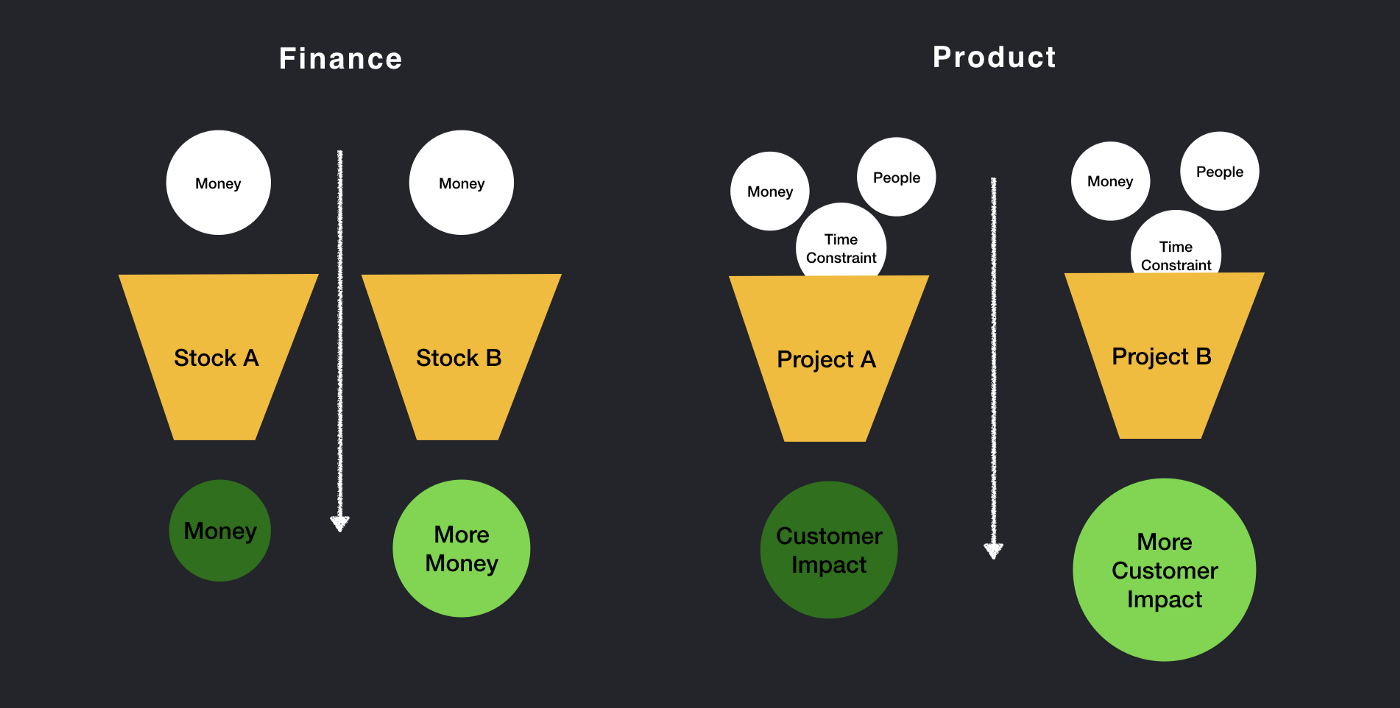 Finance
Money
Money
Stock A
Stock B
Money
More
Money
Product
Money
People
Time
Constraint
Money
People
Time
Constraint
Project A
Project B
Customer
Impact
More
Customer
Impact